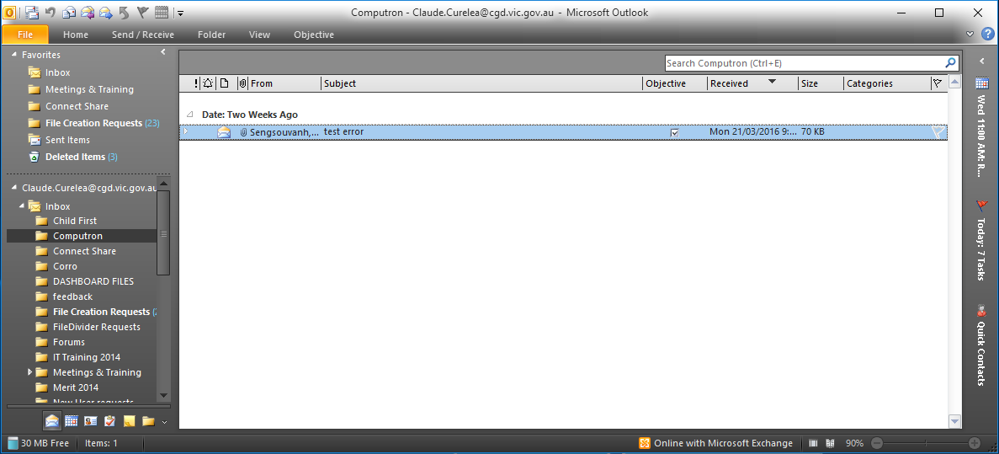 Computron - Claude.Curelea@cgd.vic.gov.au - Microsoft Outlook
File Home Send / Receive Folder View Objective
Favorites
Inbox
Meetings & Training
Connect Share
File Creation Requests (23)
Sent Items
Deleted Items (3)
Claude.Curelea@cgd.vic.gov.au
Inbox
Child First
Computron
Connect Share
Corro
DASHBOARD FILES
feedback
File Creation Requests (2
FileDivider Requests
Forums
IT Training 2014
Meetings & Training
Merit 2014
New User requests
Search Computron (Ctrl+E)
! From Subject Objective Received Size Categories
Date: Two Weeks Ago
Sengsouvanh,... test error Mon 21/03/2016 9:... 70 KB
Wed 11:00 AM: R...
Today: 7 Tasks
Quick Contacts
30 MB Free Items: 1 Online with Microsoft Exchange 90%